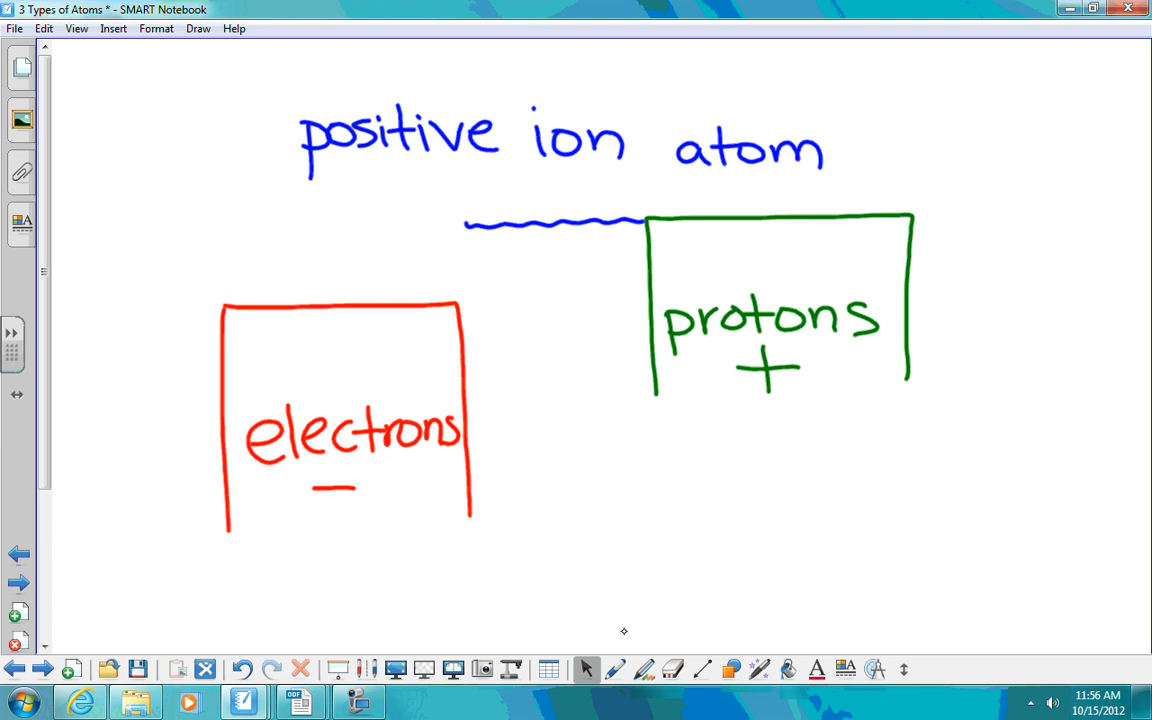 3 Types of Atoms * - SMART Notebook
File Edit View Insert Format Draw Help
positive ion atom
protons
+
electrons
−
11:56 AM
10/15/2012